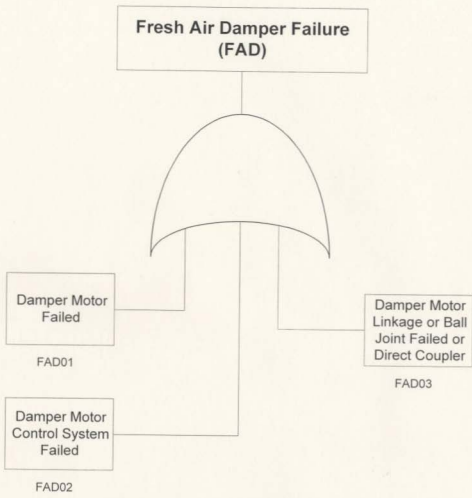 Fresh Air Damper Failure
(FAD)
Damper Motor
Failed
FAD01
Damper Motor
Linkage or Ball
Joint Failed or
Direct Coupler
FAD03
Damper Motor
Control System
Failed
FAD02